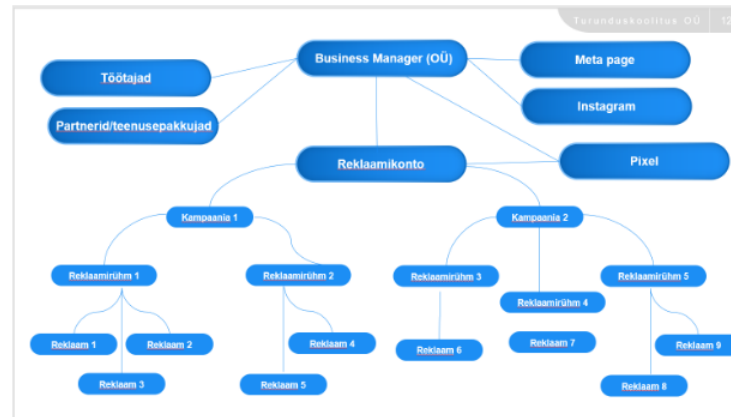 Turunduskoolitus OÜ 12
Business Manager (OÜ)
Meta page
Töötajad
Instagram
Partnerid/teenusepakkujad
Reklaamikonto
Pixel
Kampaania 1
Kampaania 2
Reklaamirühm 1
Reklaamirühm 2
Reklaamirühm 3
Reklaamirühm 5
Reklaamirühm 4
Reklaam 1
Reklaam 2
Reklaam 4
Reklaam 6
Reklaam 7
Reklaam 9
Reklaam 3
Reklaam 5
Reklaam 8